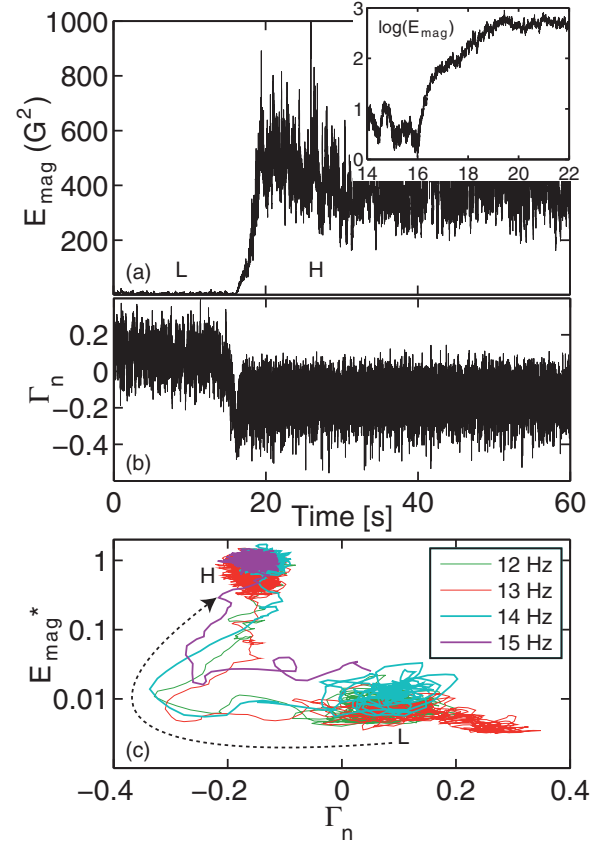 1000
800
600
400
200
E_mag (G²)
(a)
L
H
3
2
1
0
log(E_mag)
14 16 18 20 22
0.2
0
−0.2
−0.4
Γ_n
(b)
0 20 40 60
Time [s]
1
0.1
0.01
E_mag*
H
L
(c)
12 Hz
13 Hz
14 Hz
15 Hz
−0.4 −0.2 0 0.2 0.4
Γ_n